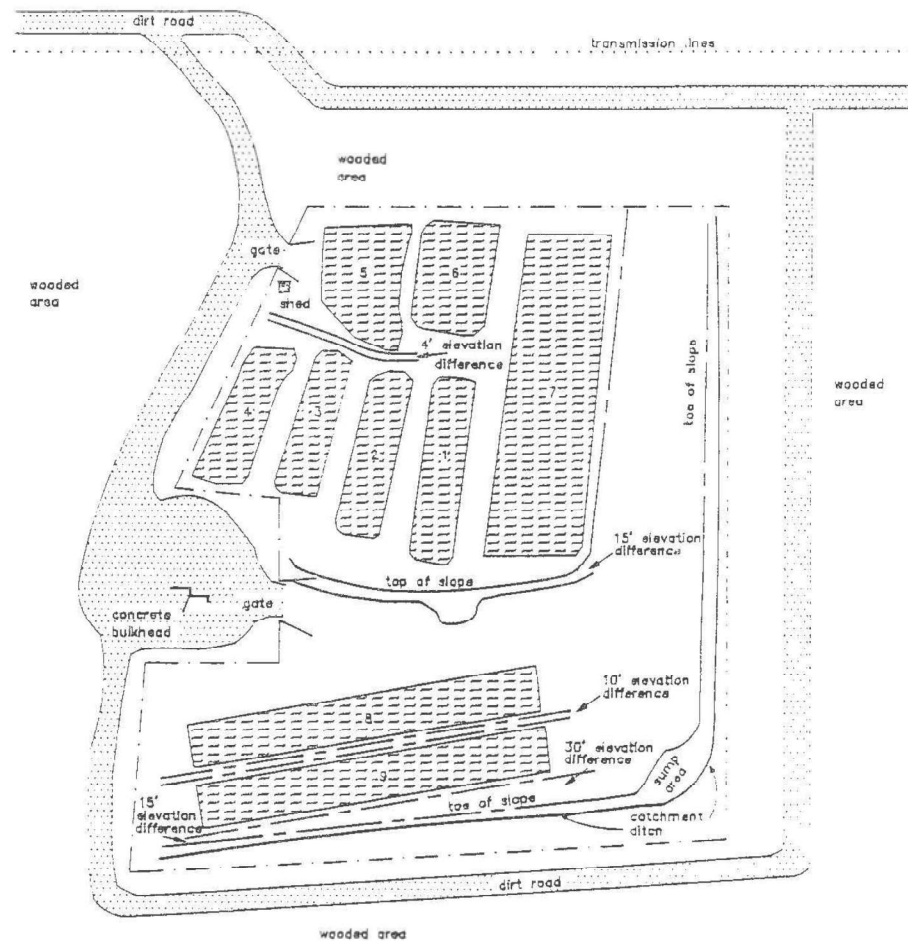 dirt road
transmission lines
wooded
area
gate
wooded
area
5
6
shed
4' elevation
difference
7
toe of slope
wooded
area
4
3
2
1
15' elevation
difference
top of slope
concrete
bulkhead
gate
10' elevation
difference
8
30' elevation
difference
9
sump
area
15'
elevation
difference
toe of slope
catchment
ditch
dirt road
wooded area